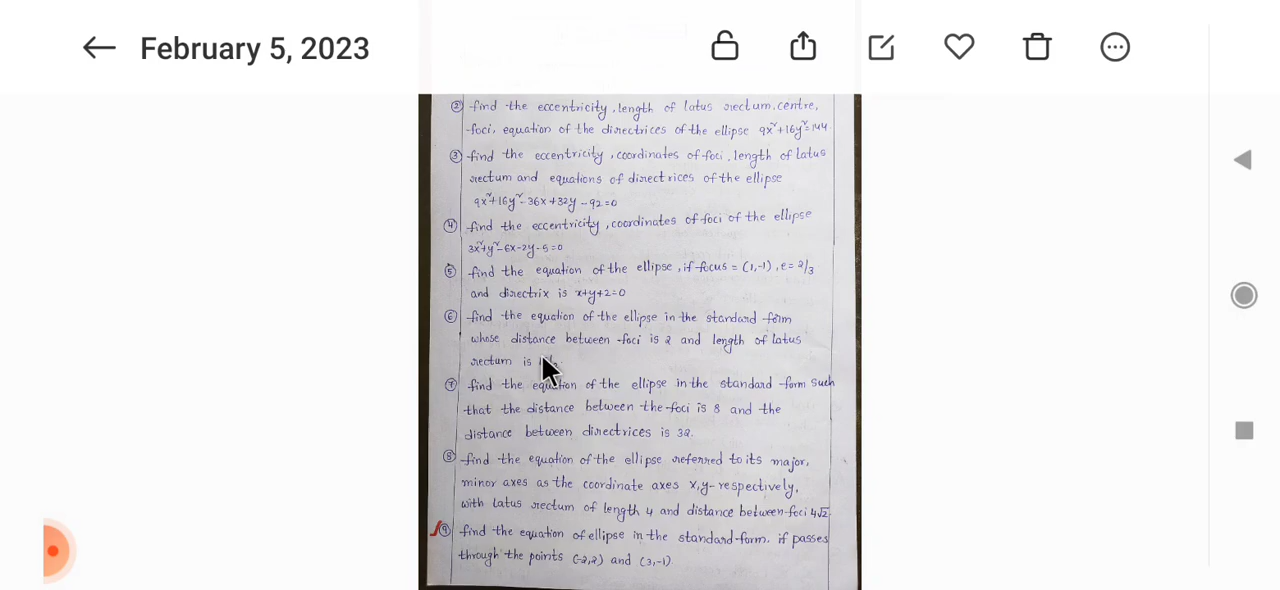 February 5, 2023
② find the eccentricity, length of latus rectum, centre,
foci, equation of the directrices of the ellipse 9x²+16y²=144.
③ find the eccentricity, coordinates of foci, length of latus
rectum and equations of directrices of the ellipse
9x²+16y²-36x+32y-92=0
④ find the eccentricity, coordinates of foci of the ellipse
3x²+y²-6x-2y-5=0
⑤ find the equation of the ellipse, if focus = (1,-1), e=2/3
and directrix is x+y+2=0
⑥ find the equation of the ellipse in the standard form
whose distance between foci is 2 and length of latus
rectum is
⑦ find the equation of the ellipse in the standard form such
that the distance between the foci is 8 and the
distance between directrices is 32.
⑧ find the equation of the ellipse referred to its major,
minor axes as the coordinate axes x,y-respectively,
with latus rectum of length 4 and distance between foci 4√2.
⑨ find the equation of ellipse in the standard form, if passes
through the points (-2,2) and (3,-1).